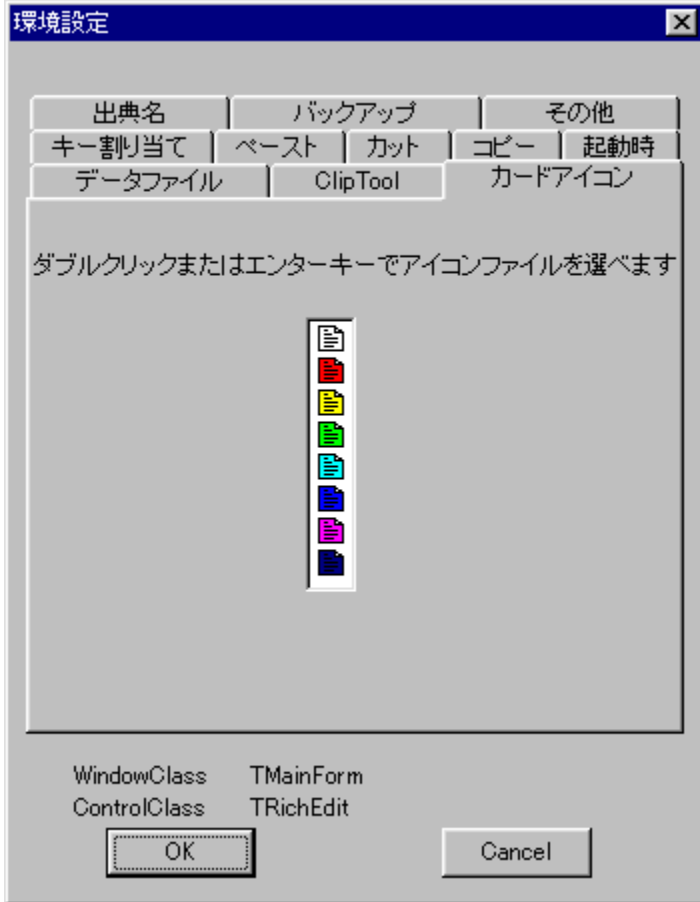 環境設定
出典名 バックアップ その他
キー割り当て ペースト カット コピー 起動時
データファイル ClipTool カードアイコン
ダブルクリックまたはエンターキーでアイコンファイルを選べます
WindowClass TMainForm
ControlClass TRichEdit
OK Cancel